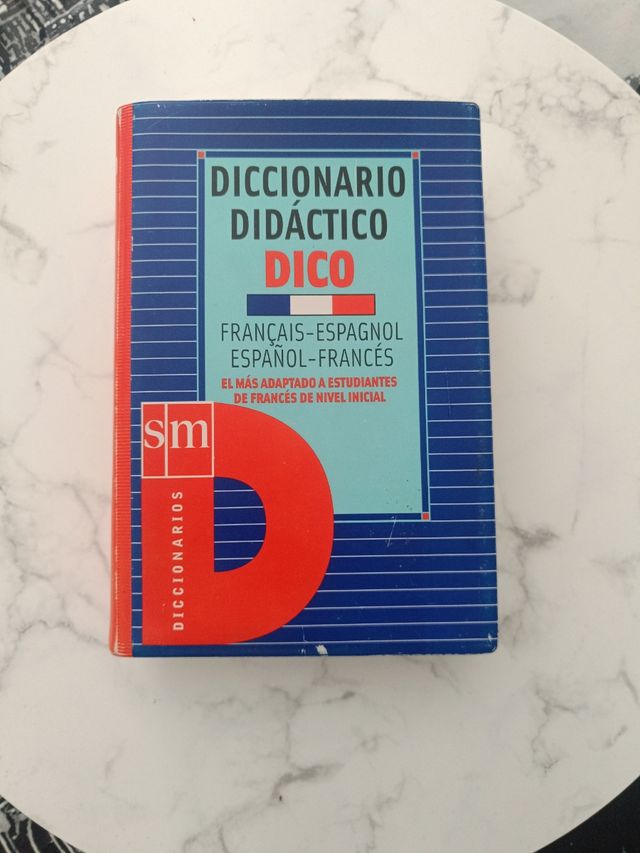 DICCIONARIO
DIDÁCTICO
DICO
FRANÇAIS-ESPAGNOL
ESPAÑOL-FRANCÉS
EL MÁS ADAPTADO A ESTUDIANTES
DE FRANCÉS DE NIVEL INICIAL
sm
DICCIONARIOS